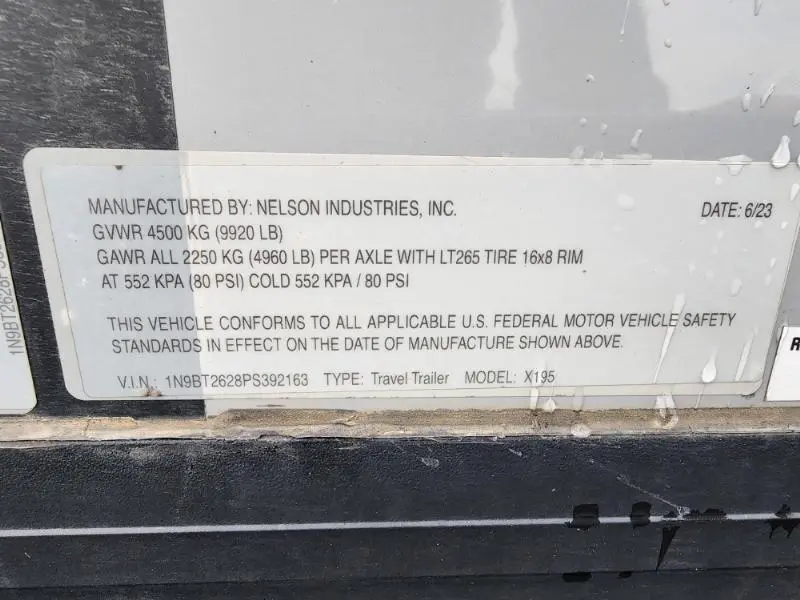 MANUFACTURED BY: NELSON INDUSTRIES, INC. DATE: 6/23
GVWR 4500 KG (9920 LB)
GAWR ALL 2250 KG (4960 LB) PER AXLE WITH LT265 TIRE 16x8 RIM
AT 552 KPA (80 PSI) COLD 552 KPA / 80 PSI
THIS VEHICLE CONFORMS TO ALL APPLICABLE U.S. FEDERAL MOTOR VEHICLE SAFETY
STANDARDS IN EFFECT ON THE DATE OF MANUFACTURE SHOWN ABOVE.
V.I.N.: 1N9BT2628PS392163 TYPE: Travel Trailer MODEL: X195